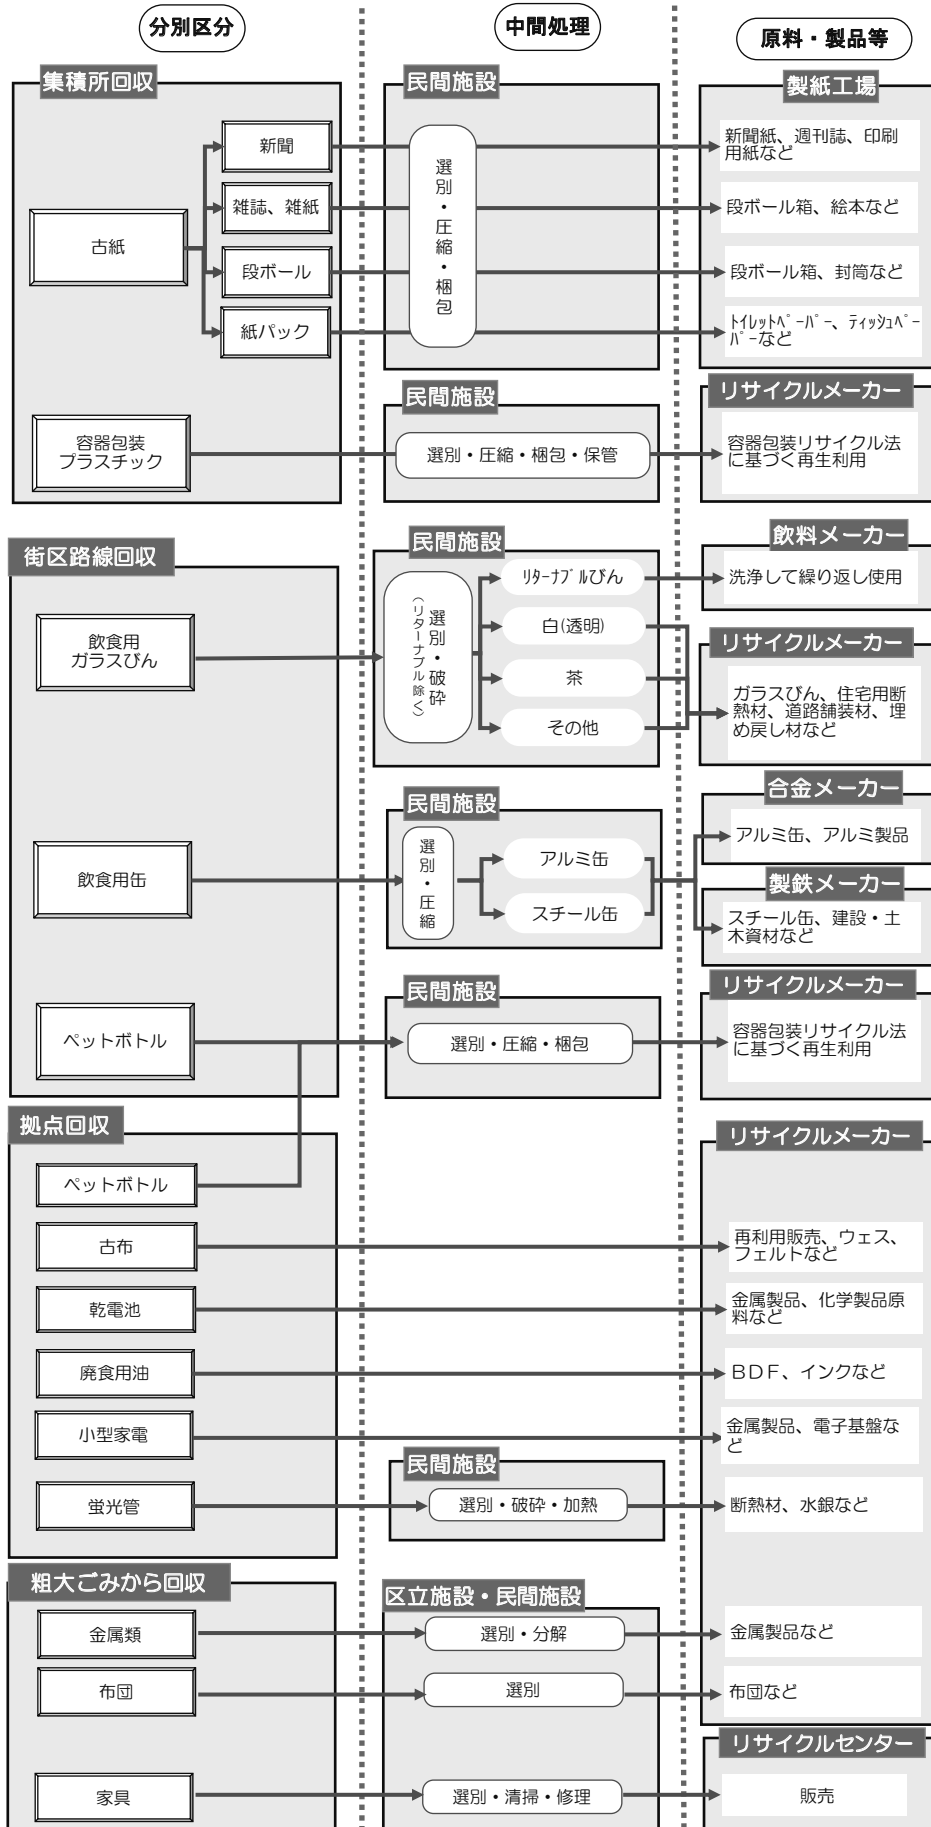 分別区分
中間処理
原料・製品等
集積所回収
民間施設
製紙工場
古紙
新聞
雑誌、雑紙
段ボール
紙パック
選別・圧縮・梱包
新聞紙、週刊誌、印刷
用紙など
段ボール箱、絵本など
段ボール箱、封筒など
ﾄｲﾚｯﾄﾍﾟｰﾊﾟｰ、ﾃｨｯｼｭﾍﾟｰ
ﾊﾟｰなど
容器包装
プラスチック
民間施設
選別・圧縮・梱包・保管
リサイクルメーカー
容器包装リサイクル法
に基づく再生利用
街区路線回収
飲食用
ガラスびん
民間施設
選別・破砕
（リターナブル除く）
ﾘﾀｰﾅﾌﾞﾙびん
白(透明)
茶
その他
飲料メーカー
洗浄して繰り返し使用
リサイクルメーカー
ガラスびん、住宅用断
熱材、道路舗装材、埋
め戻し材など
飲食用缶
民間施設
選別・圧縮
アルミ缶
スチール缶
合金メーカー
アルミ缶、アルミ製品
製鉄メーカー
スチール缶、建設・土
木資材など
ペットボトル
民間施設
選別・圧縮・梱包
リサイクルメーカー
容器包装リサイクル法
に基づく再生利用
拠点回収
ペットボトル
リサイクルメーカー
古布
再利用販売、ウェス、
フェルトなど
乾電池
金属製品、化学製品原
料など
廃食用油
ＢＤＦ、インクなど
小型家電
金属製品、電子基盤な
ど
蛍光管
民間施設
選別・破砕・加熱
断熱材、水銀など
粗大ごみから回収
区立施設・民間施設
金属類
選別・分解
金属製品など
布団
選別
布団など
家具
選別・清掃・修理
リサイクルセンター
販売